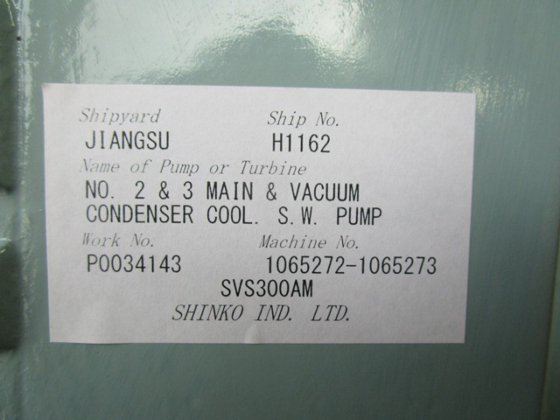 Shipyard Ship No.
JIANGSU H1162
Name of Pump or Turbine
NO. 2 & 3 MAIN & VACUUM
CONDENSER COOL. S.W. PUMP
Work No. Machine No.
P0034143 1065272-1065273
SVS300AM
SHINKO IND. LTD.